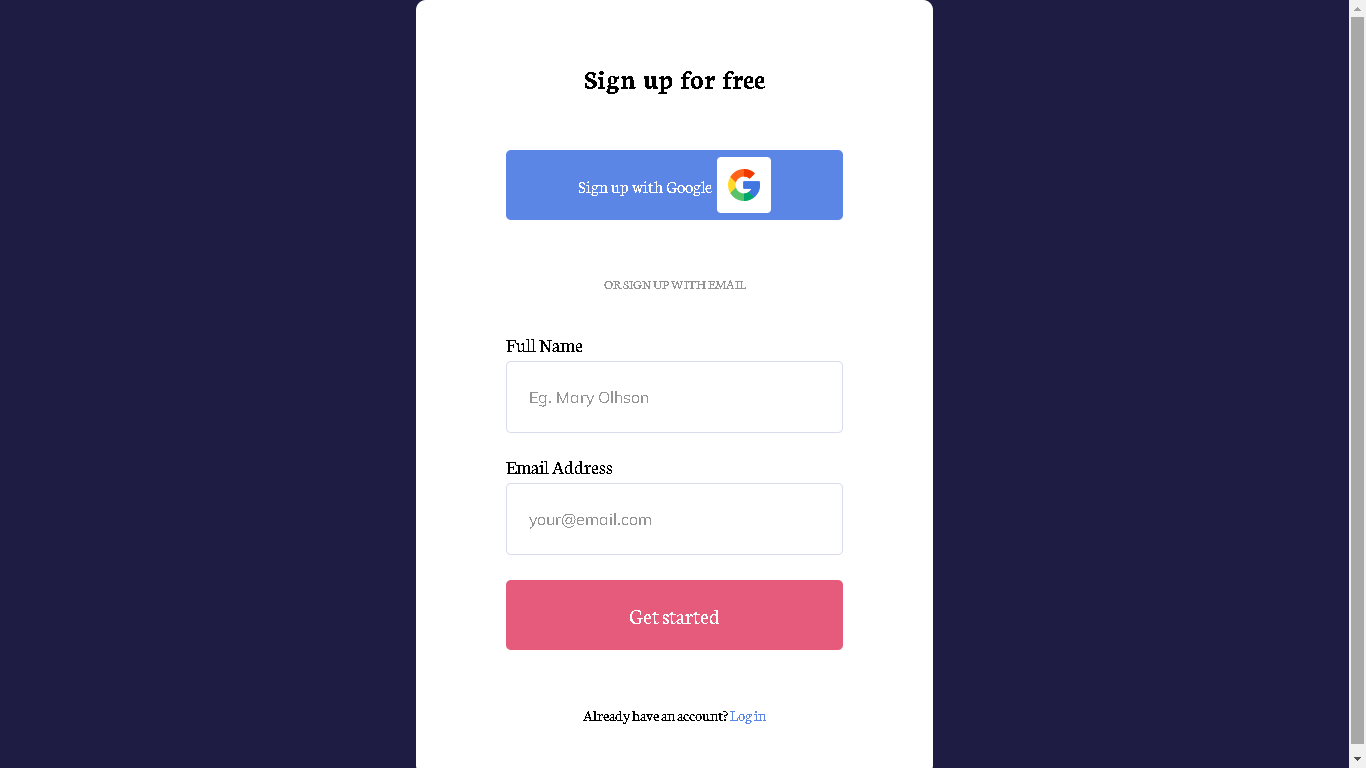 Sign up for free
Sign up with Google
OR SIGN UP WITH EMAIL
Full Name
Eg. Mary Olhson
Email Address
your@email.com
Get started
Already have an account? Log in